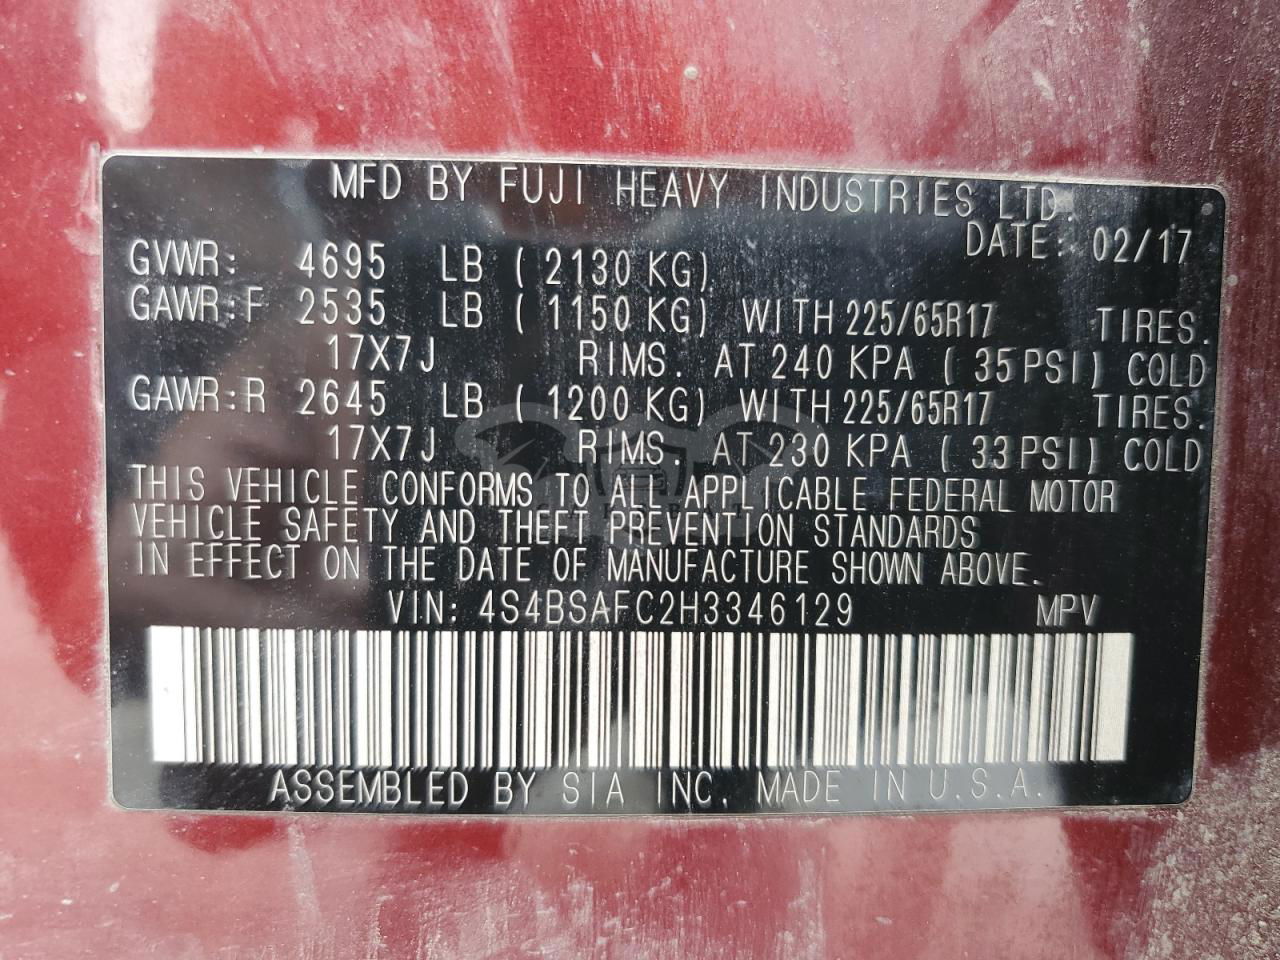 MFD BY FUJI HEAVY INDUSTRIES LTD.
DATE: 02/17
GVWR: 4695 LB ( 2130 KG)
GAWR:F 2535 LB ( 1150 KG) WITH 225/65R17 TIRES.
17X7J RIMS. AT 240 KPA ( 35 PSI) COLD
GAWR:R 2645 LB ( 1200 KG) WITH 225/65R17 TIRES.
17X7J RIMS. AT 230 KPA ( 33 PSI) COLD
THIS VEHICLE CONFORMS TO ALL APPLICABLE FEDERAL MOTOR
VEHICLE SAFETY AND THEFT PREVENTION STANDARDS
IN EFFECT ON THE DATE OF MANUFACTURE SHOWN ABOVE.
VIN: 4S4BSAFC2H3346129 MPV
ASSEMBLED BY SIA INC. MADE IN U.S.A.